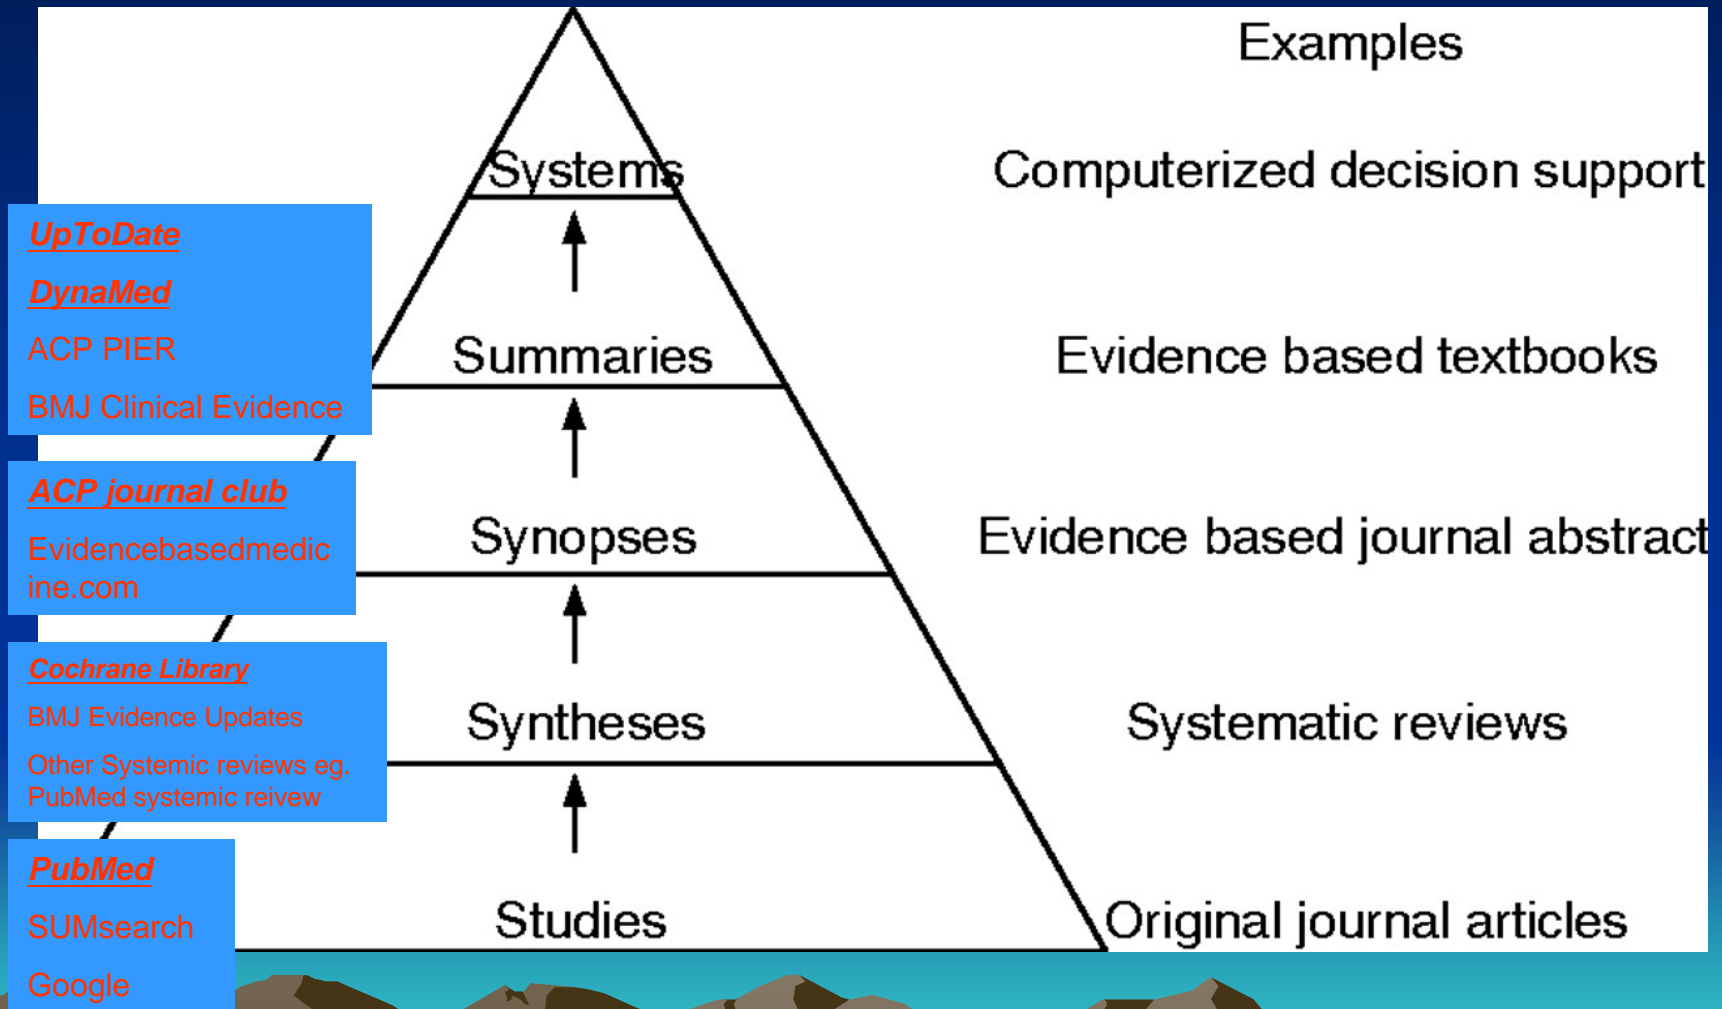 Examples
Systems
Computerized decision support
UpToDate
DynaMed
ACP PIER
BMJ Clinical Evidence
Summaries
Evidence based textbooks
ACP journal club
Evidencebasedmedic
ine.com
Synopses
Evidence based journal abstract
Cochrane Library
BMJ Evidence Updates
Other Systemic reviews eg.
PubMed systemic reivew
Syntheses
Systematic reviews
PubMed
SUMsearch
Google
Studies
Original journal articles